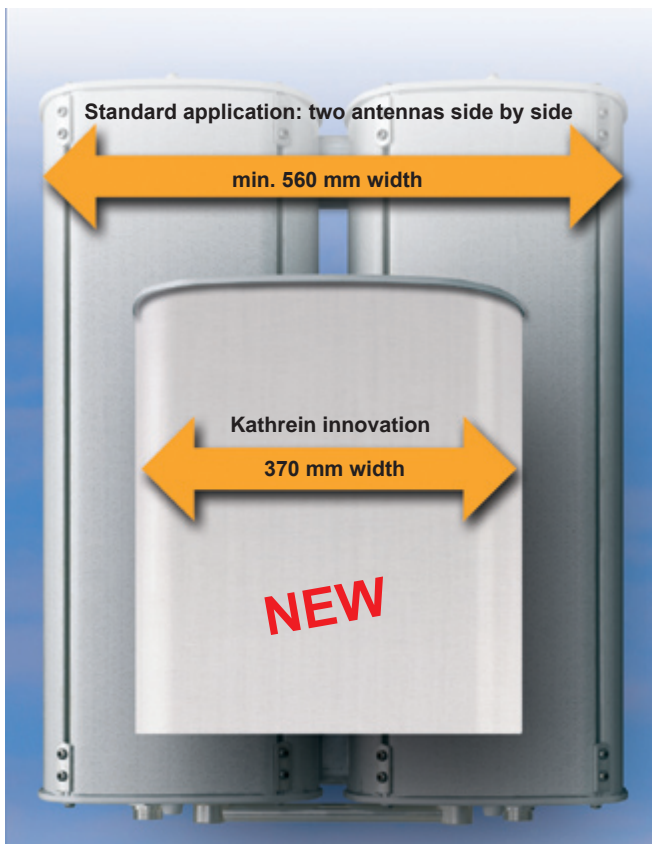 Standard application: two antennas side by side
min. 560 mm width
Kathrein innovation
370 mm width
NEW